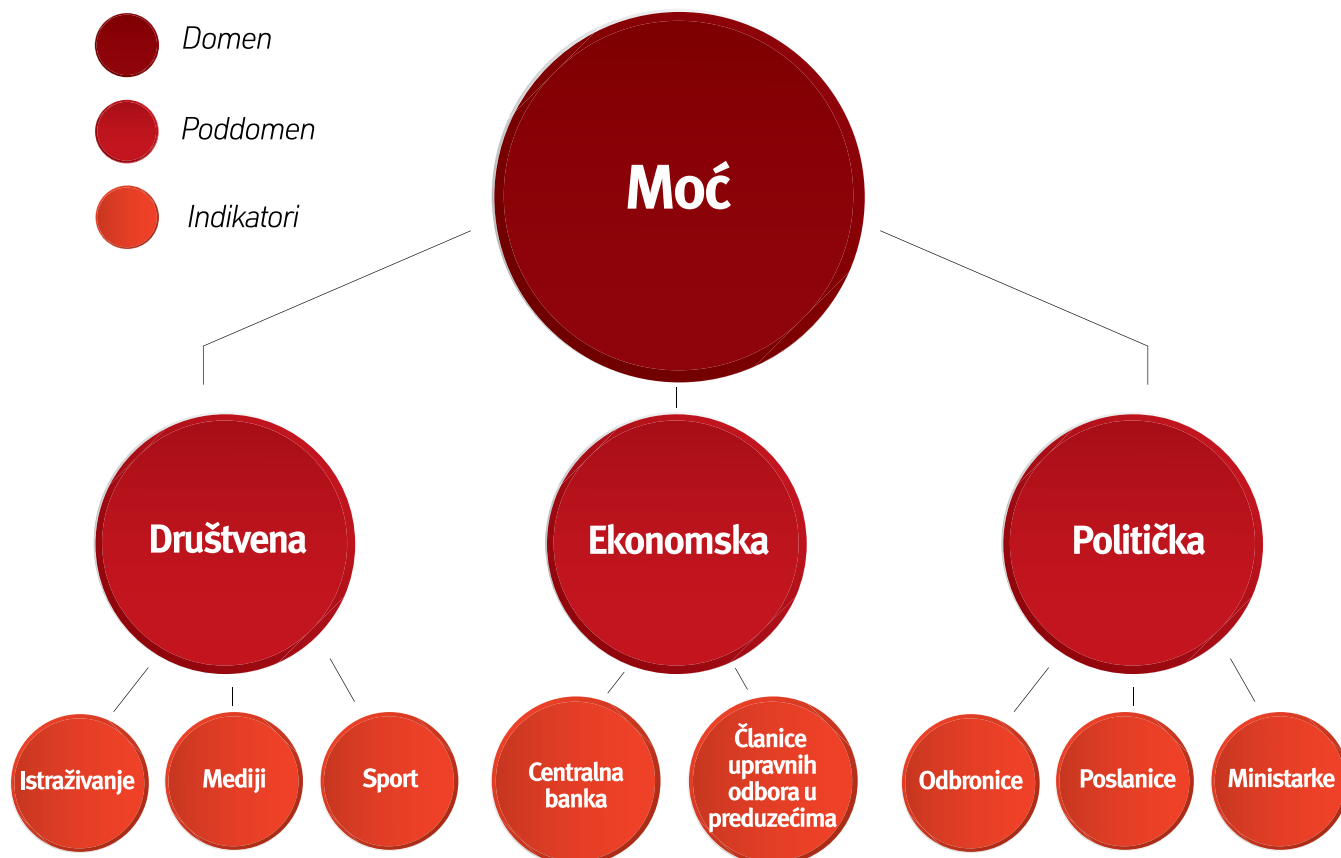 Domen
Poddomen
Indikatori
Moć
Društvena
Ekonomska
Politička
Istraživanje
Mediji
Sport
Centralna
banka
Članice
upravnih
odbora u
preduzećima
Odbronice
Poslanice
Ministarke